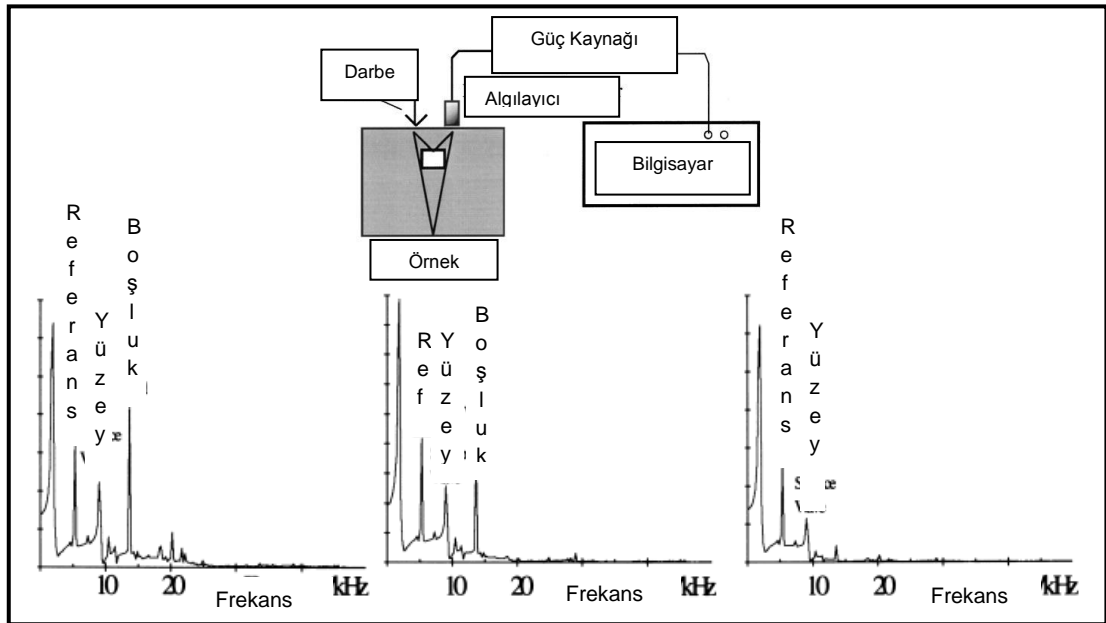 Güç Kaynağı
Darbe
Algılayıcı
Bilgisayar
Örnek
Referans
Yüzey
Boşluk
Ref
Yüzey
Boşluk
Referans
Yüzey
10 20 Frekans /kHz
10 20 Frekans /kHz
10 20 Frekans /kHz